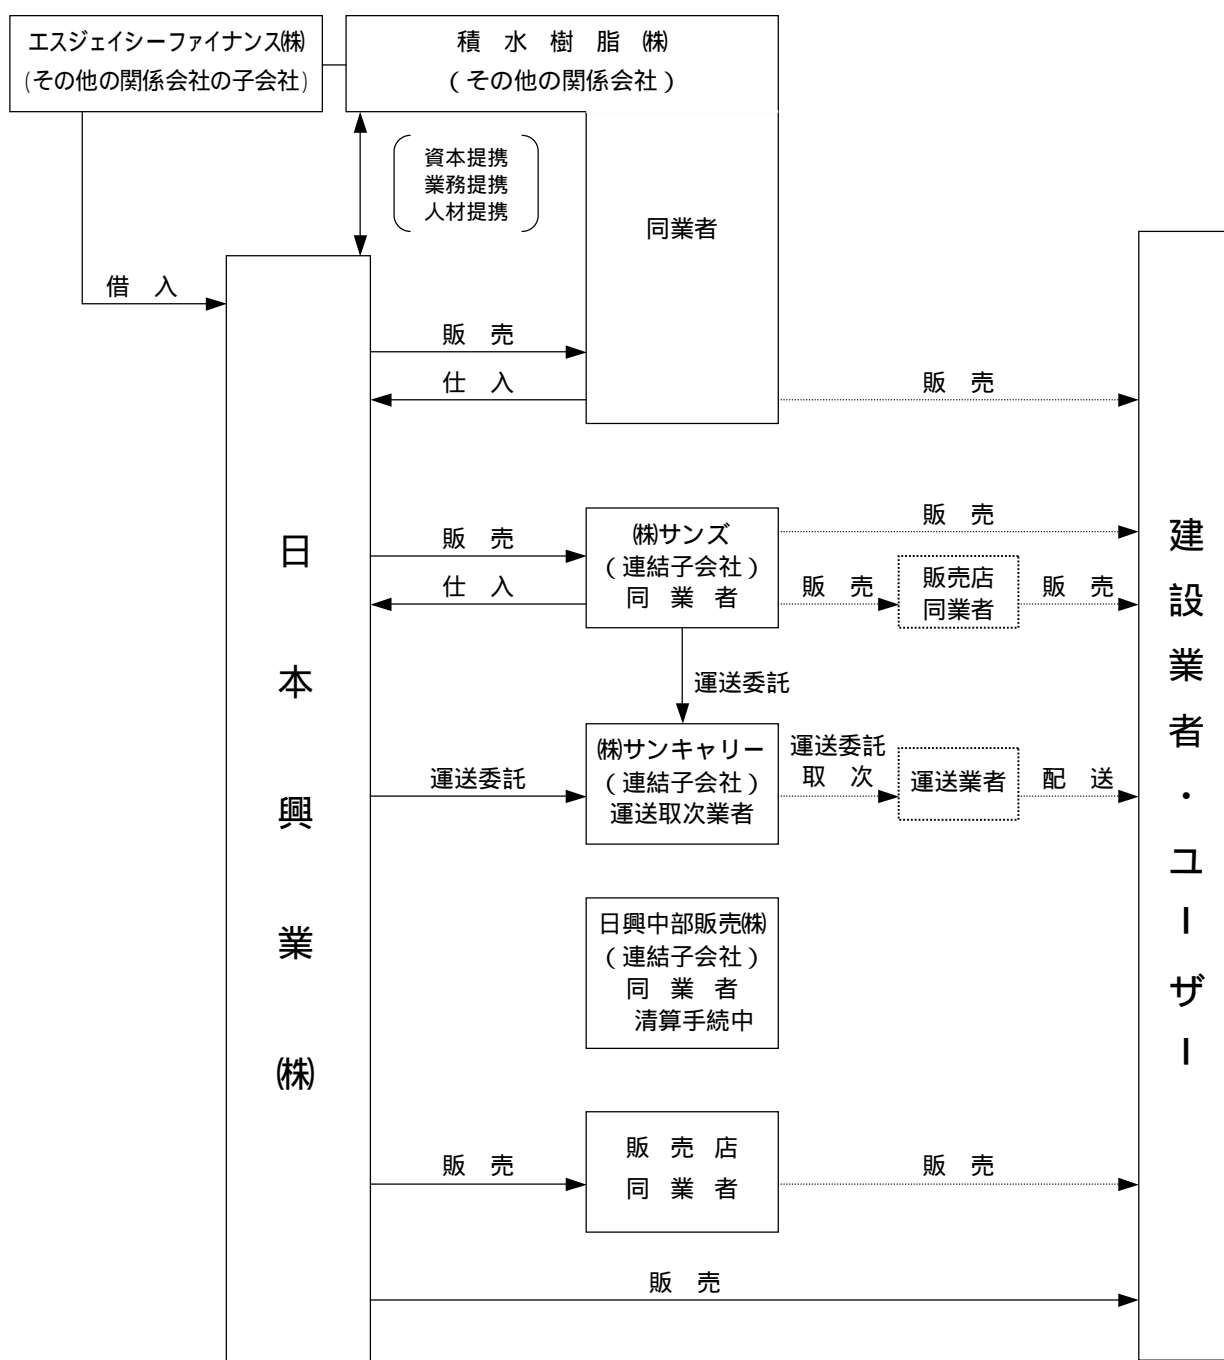 エスジェイシーファイナンス㈱
(その他の関係会社の子会社)
積水樹脂㈱
(その他の関係会社)
資本提携
業務提携
人材提携
同業者
借入
販売
仕入
販売
日本興業㈱
建設業者・ユーザー
販売
仕入
㈱サンズ
(連結子会社)
同業者
販売
販売
販売店
同業者
販売
運送委託
運送委託
㈱サンキャリー
(連結子会社)
運送取次業者
運送委託
取次
運送業者
配送
日興中部販売㈱
(連結子会社)
同業者
清算手続中
販売
販売店
同業者
販売
販売